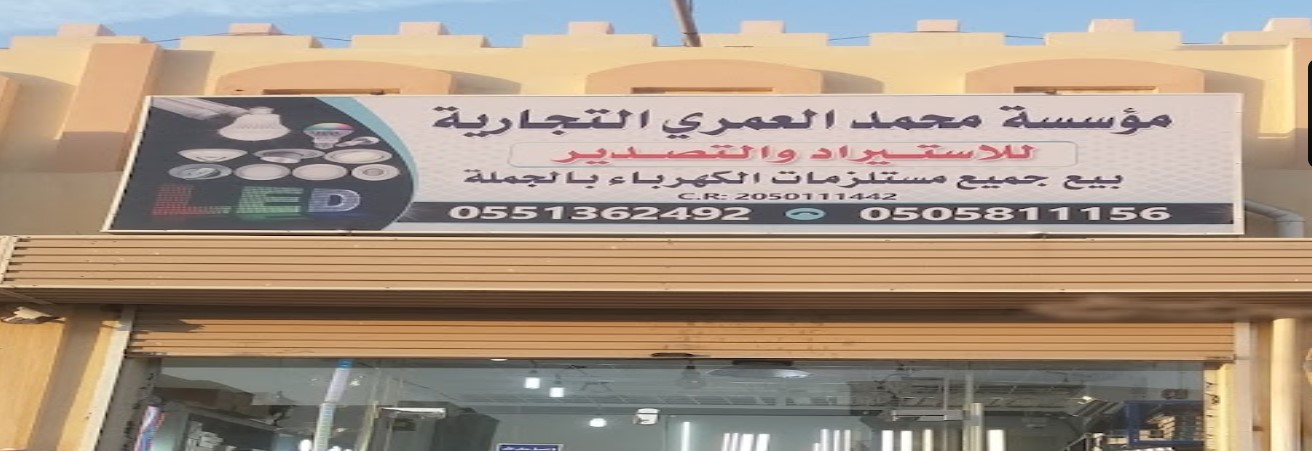 مؤسسة محمد العمري التجارية
للاستيراد والتصدير
بيع جميع مستلزمات الكهرباء بالجملة
C.R: 2050111442
0551362492 0505811156
LED